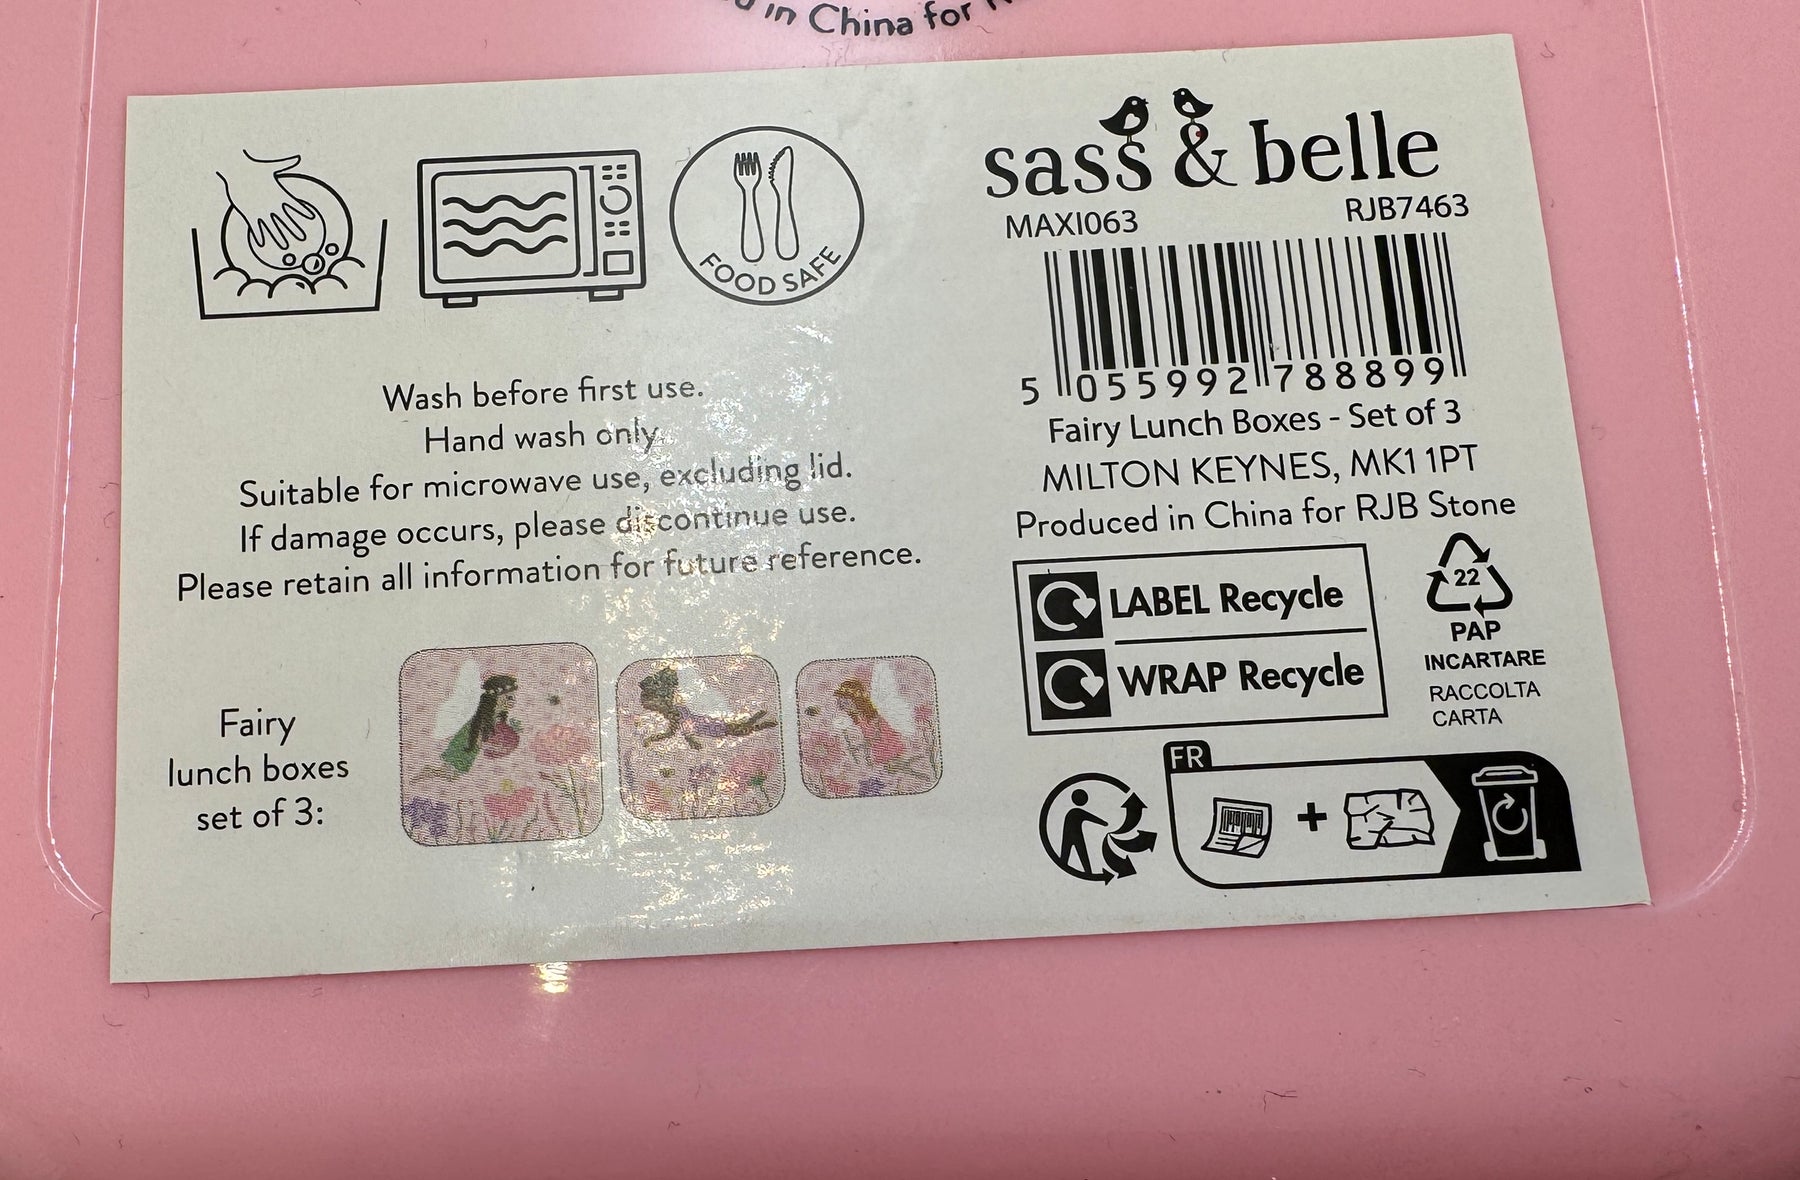 in China for
FOOD SAFE
Wash before first use.
Hand wash only.
Suitable for microwave use, excluding lid.
If damage occurs, please discontinue use.
Please retain all information for future reference.
Fairy
lunch boxes
set of 3:
sass & belle
MAXI063 RJB7463
5 055992 788899
Fairy Lunch Boxes - Set of 3
MILTON KEYNES, MK1 1PT
Produced in China for RJB Stone
LABEL Recycle
WRAP Recycle
22
PAP
INCARTARE
RACCOLTA
CARTA
FR